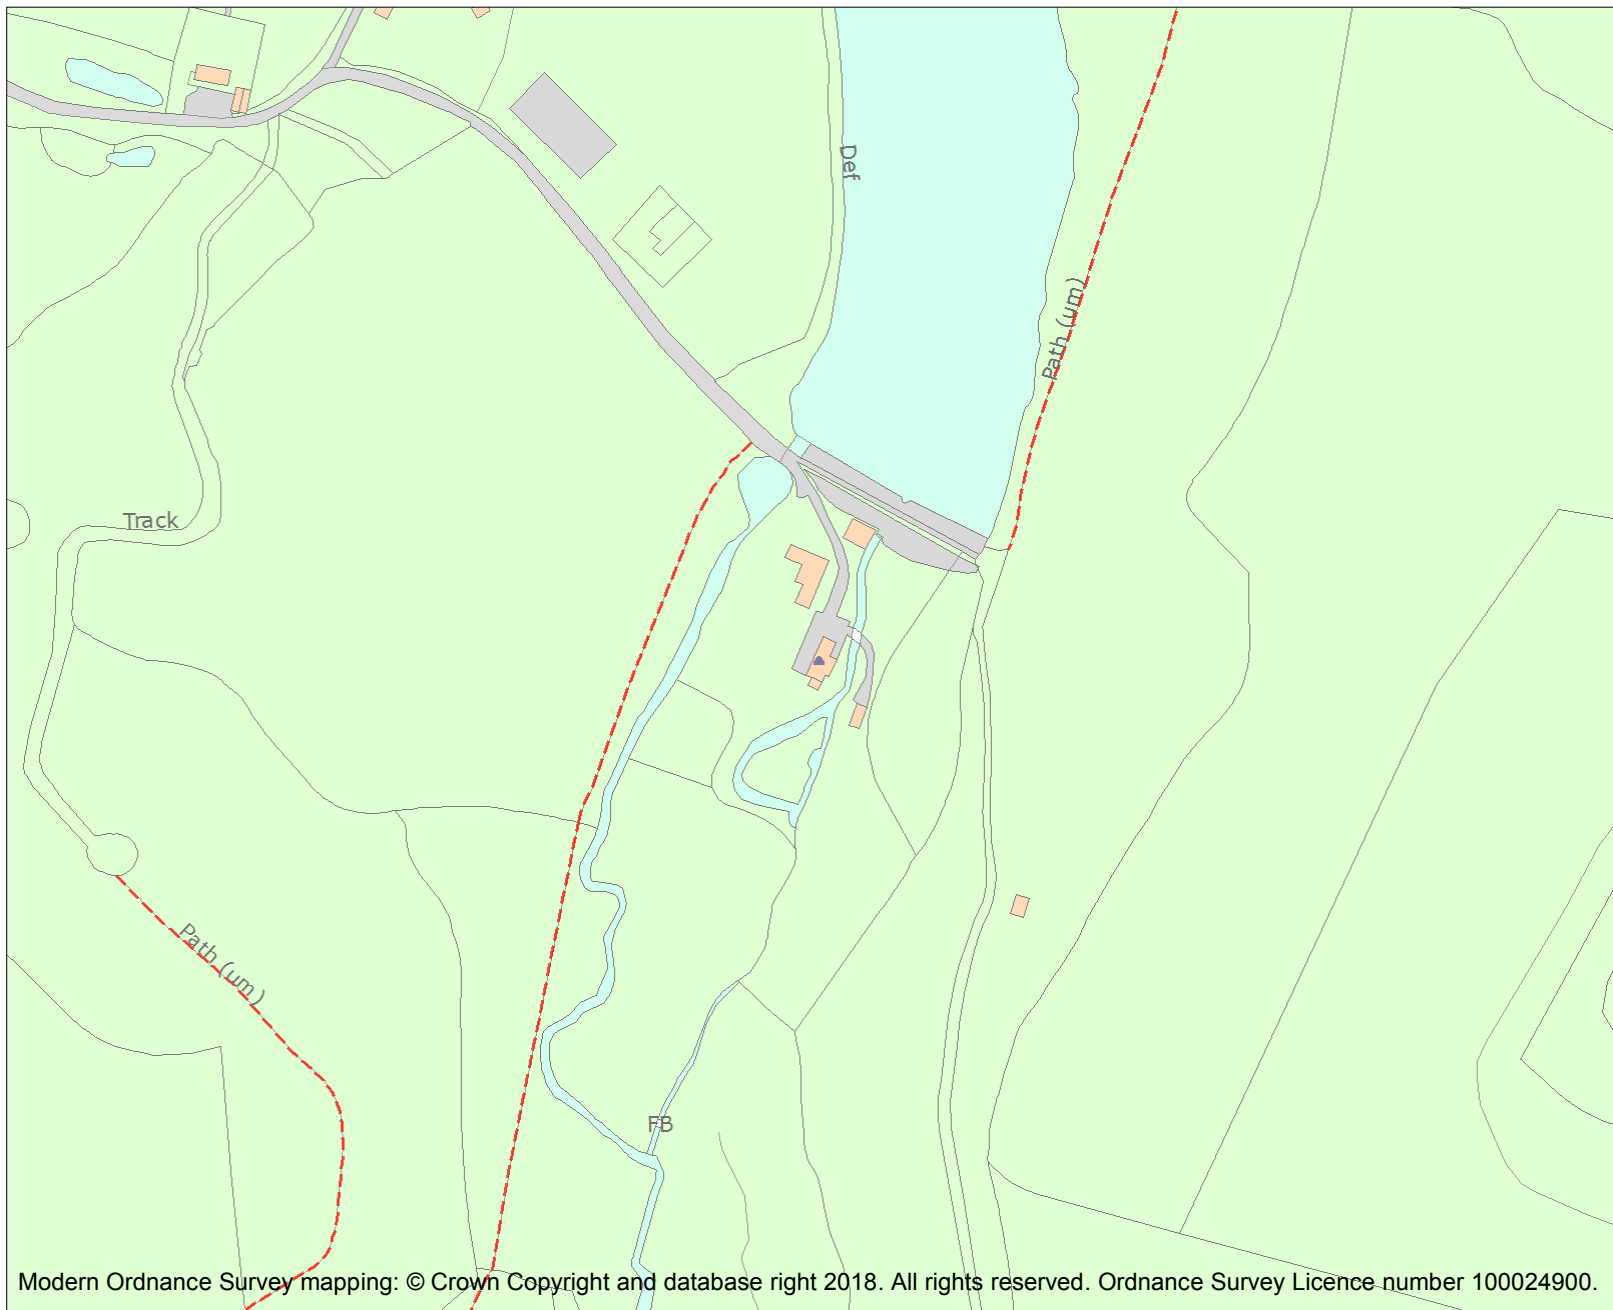 Def
Path (um)
Track
Path (um)
FB
Modern Ordnance Survey mapping: © Crown Copyright and database right 2018. All rights reserved. Ordnance Survey Licence number 100024900.